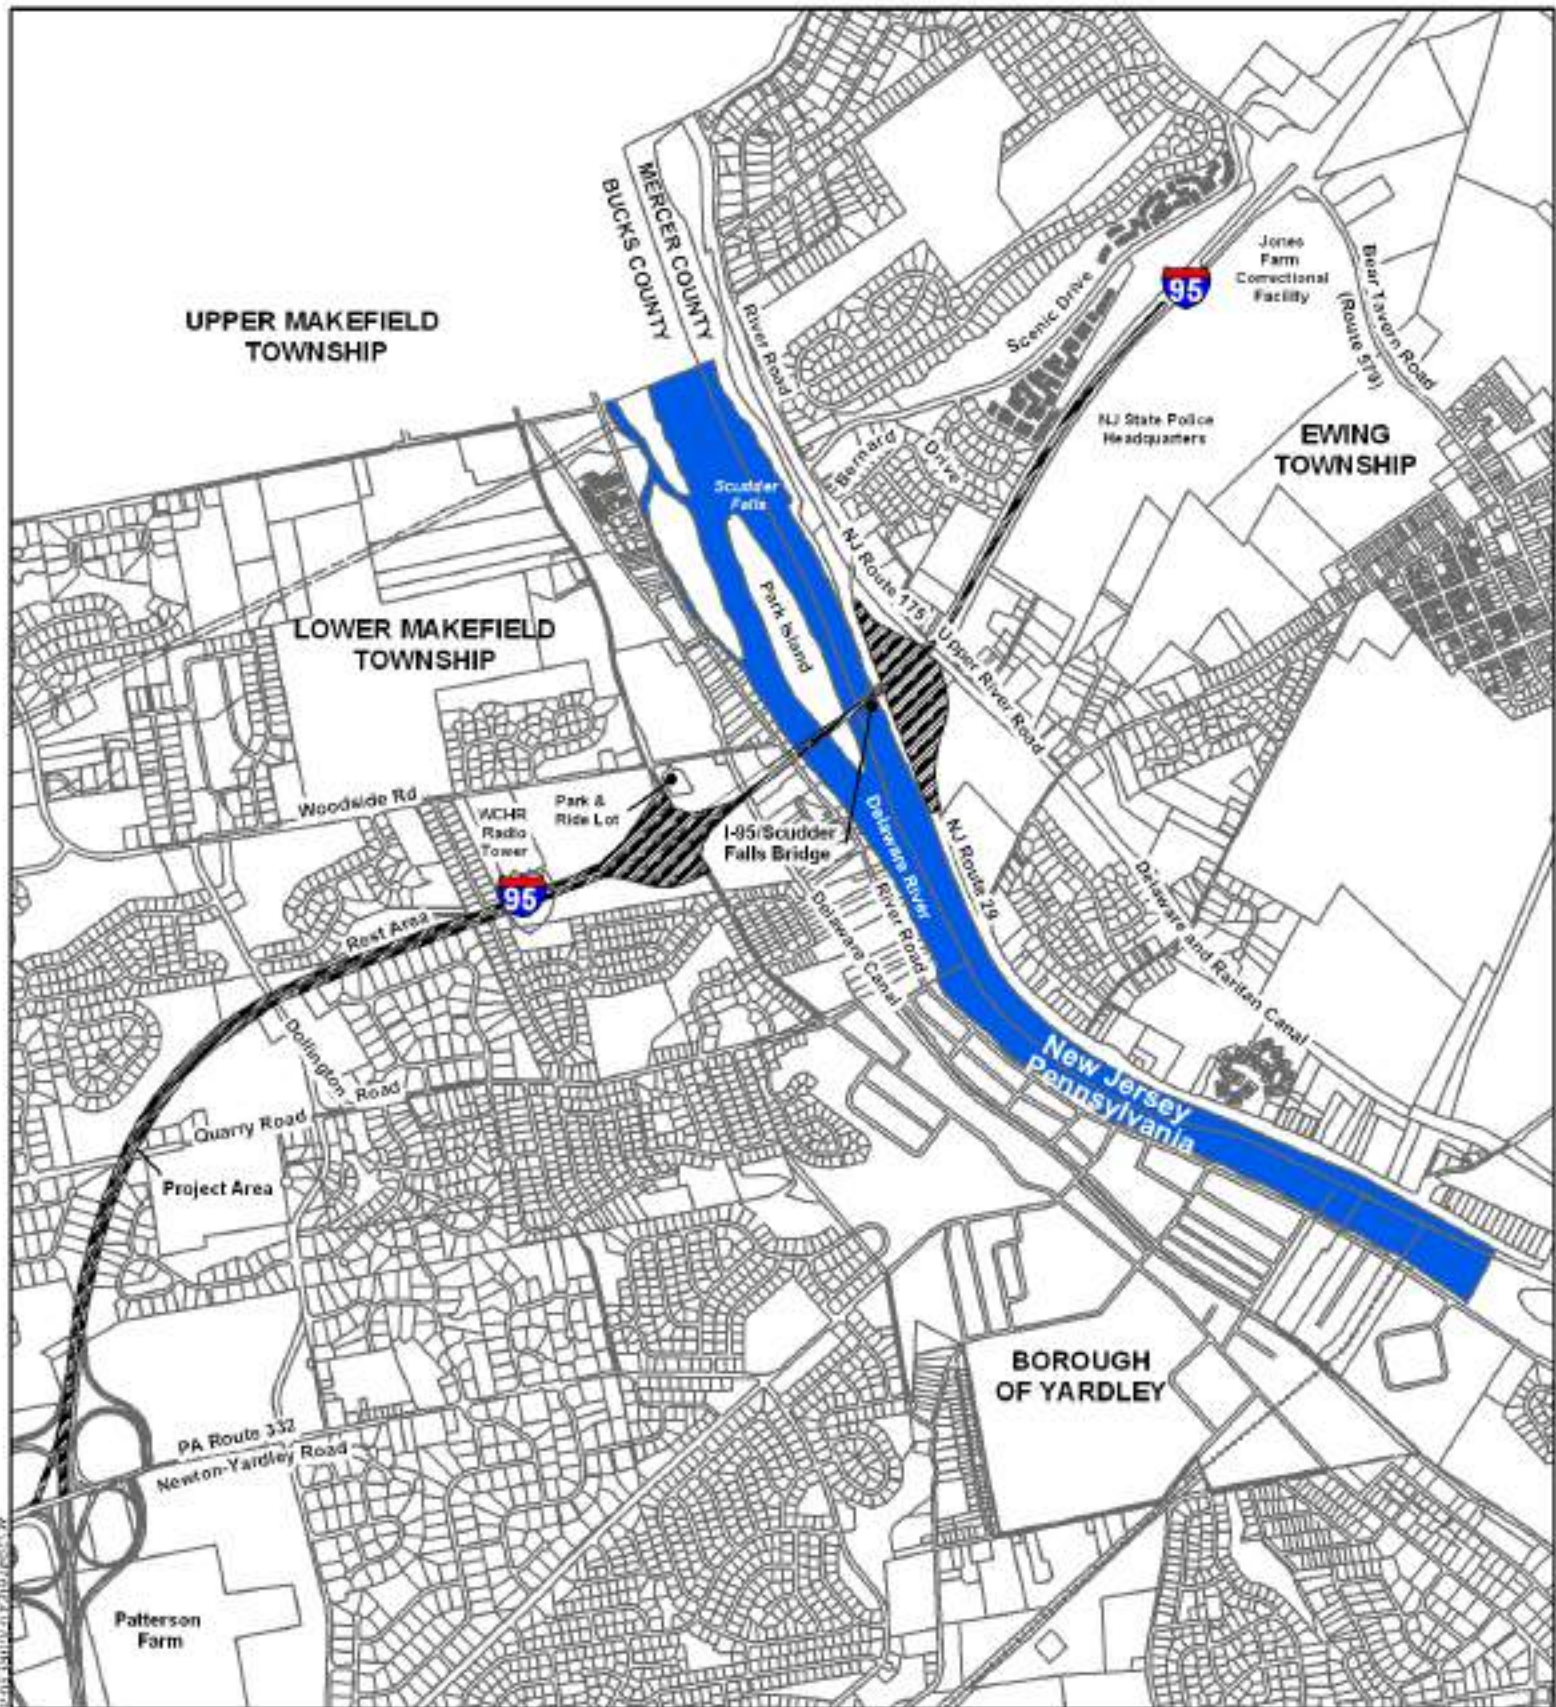 MERCER COUNTY
BUCKS COUNTY
UPPER MAKEFIELD
TOWNSHIP
River Road
Scenic Drive
95
Jones
Farm
Correctional
Facility
Bear Tavern Road
(Route 579)
NJ State Police
Headquarters
EWING
TOWNSHIP
Bernard
Drive
Scudder
Falls
NJ Route 175
Upper River Road
Park Island
LOWER MAKEFIELD
TOWNSHIP
Woodside Rd
WCHR
Radio
Tower
Park &
Ride Lot
I-95/Scudder
Falls Bridge
Delaware River
NJ Route 29
95
Rest Area
River Road
Delaware Canal
Delaware and Raritan Canal
Dolington Road
New Jersey
Pennsylvania
Quarry Road
Project Area
BOROUGH
OF YARDLEY
PA Route 332
Newton-Yardley Road
Patterson
Farm